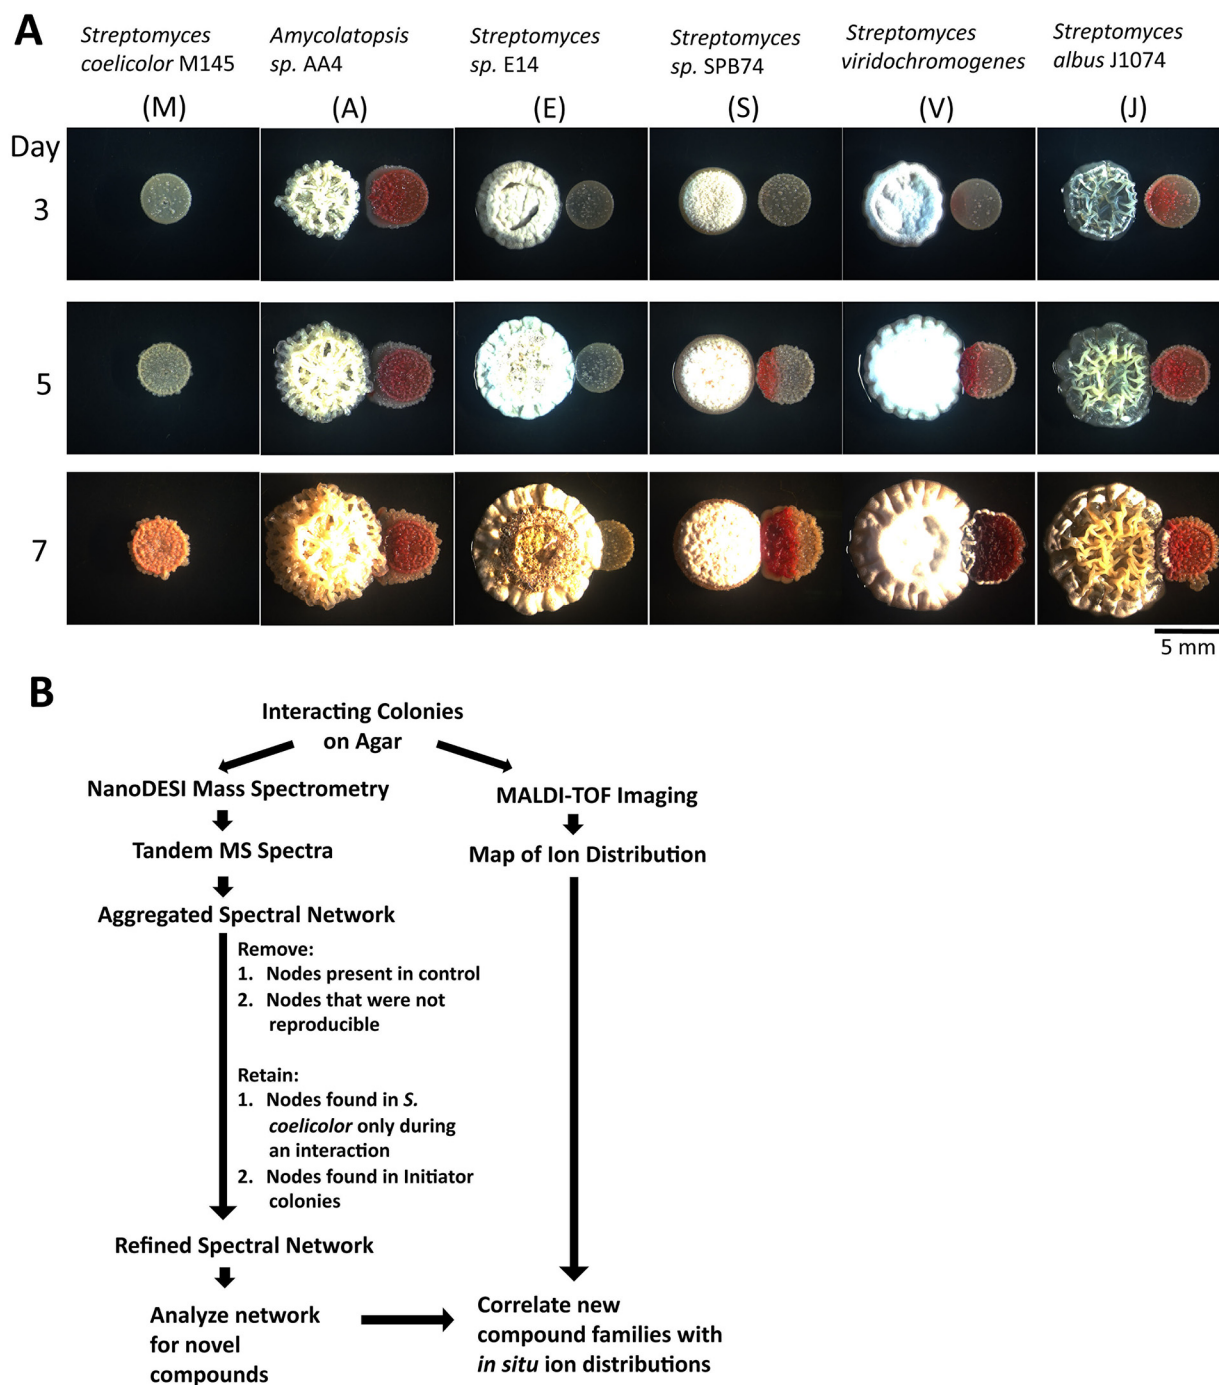 A
Streptomyces
coelicolor M145
Amycolatopsis
sp. AA4
Streptomyces
sp. E14
Streptomyces
sp. SPB74
Streptomyces
viridochromogenes
Streptomyces
albus J1074
(M)
(A)
(E)
(S)
(V)
(J)
Day
3
5
7
5 mm
B
Interacting Colonies
on Agar
NanoDESI Mass Spectrometry
MALDI-TOF Imaging
Tandem MS Spectra
Map of Ion Distribution
Aggregated Spectral Network
Remove:
1. Nodes present in control
2. Nodes that were not
reproducible
Retain:
1. Nodes found in S.
coelicolor only during
an interaction
2. Nodes found in Initiator
colonies
Refined Spectral Network
Analyze network
for novel
compounds
Correlate new
compound families with
in situ ion distributions